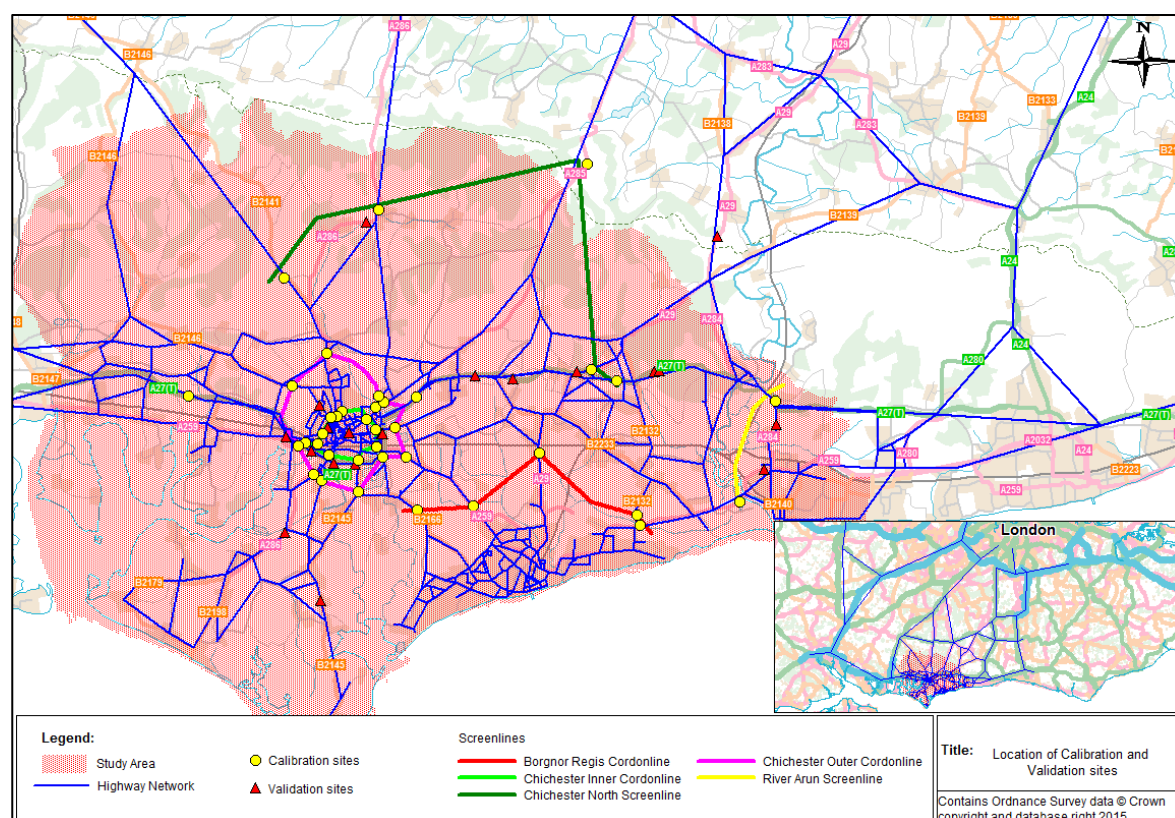 A286
B2146
A29
A283
N
B2133
A24
B2138
B2139
A29
A283
B2146
A285
B2141
A29
B2139
A286
A24
A29
A284
B2146
A24
A280
B2147
A27(T)
A27(T)
A259
B2132
A27(T)
A27(T)
B2233
A284
A2032
A280
A24
A259
B2223
A27(T)
A29
A259
B2132
B2140
B2145
B2166
A259
London
B2179
B2198
B2145
Legend:
Study Area
Highway Network
Calibration sites
Validation sites
Screenlines
Borgnor Regis Cordonline
Chichester Inner Cordonline
Chichester North Screenline
Chichester Outer Cordonline
River Arun Screenline
Title: Location of Calibration and
Validation sites
Contains Ordnance Survey data © Crown
copyright and database right 2015